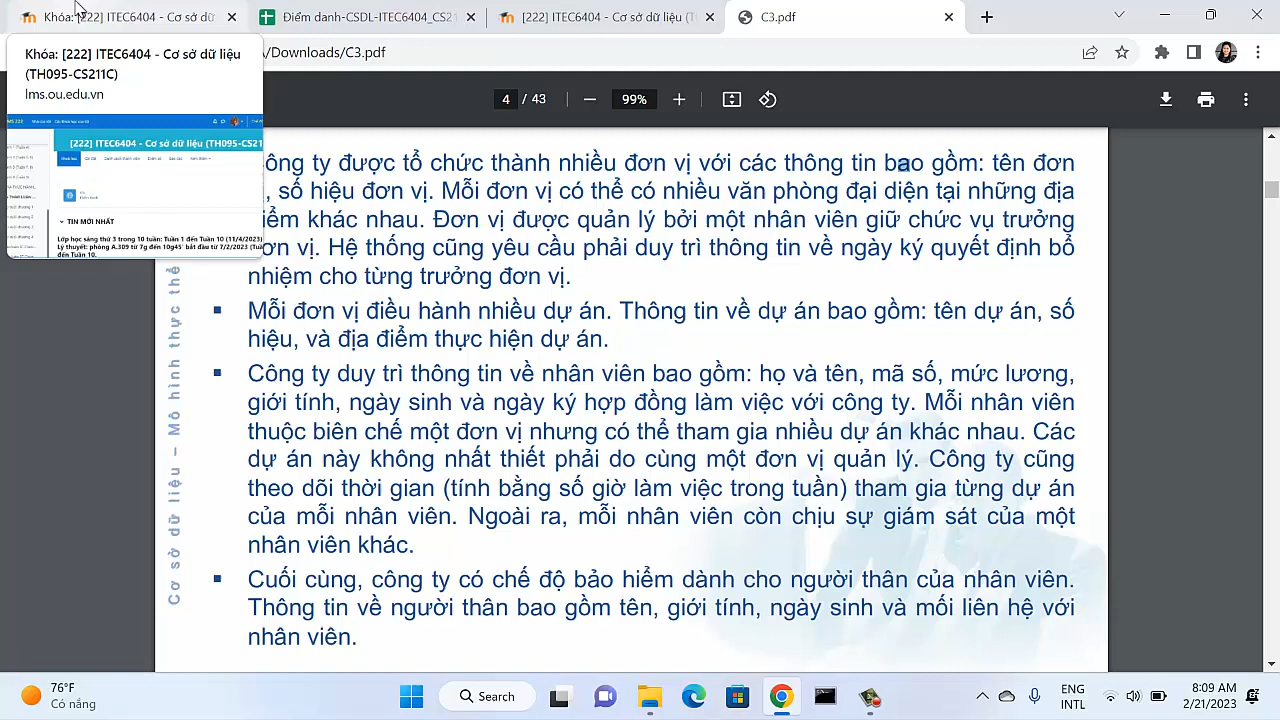 Khóa: [222] ITEC6404 - Cơ sở dữ
Điểm danh-CSDL-ITEC6404_CS21
[222] ITEC6404 - Cơ sở dữ liệu (T
C3.pdf
/Downloads/C3.pdf
Khóa: [222] ITEC6404 - Cơ sở dữ liệu
(TH095-CS211C)
lms.ou.edu.vn
[222] ITEC6404 - Cơ sở dữ liệu (TH095-CS21
TIN MỚI NHẤT
Lớp học sáng thứ 3 trong 10 tuần: Tuần 1 đến Tuần 10 (11/4/2023)
Lý thuyết: phòng A.309 từ 7g đến 10g45' bắt đầu từ 7/2/2023 (Tuầ
đến Tuần 10.
4 / 43
99%
ông ty được tổ chức thành nhiều đơn vị với các thông tin bao gồm: tên đơn
, số hiệu đơn vị. Mỗi đơn vị có thể có nhiều văn phòng đại diện tại những địa
iểm khác nhau. Đơn vị được quản lý bởi một nhân viên giữ chức vụ trưởng
ơn vị. Hệ thống cũng yêu cầu phải duy trì thông tin về ngày ký quyết định bổ
nhiệm cho từng trưởng đơn vị.
▪ Mỗi đơn vị điều hành nhiều dự án. Thông tin về dự án bao gồm: tên dự án, số
hiệu, và địa điểm thực hiện dự án.
▪ Công ty duy trì thông tin về nhân viên bao gồm: họ và tên, mã số, mức lương,
giới tính, ngày sinh và ngày ký hợp đồng làm việc với công ty. Mỗi nhân viên
thuộc biên chế một đơn vị nhưng có thể tham gia nhiều dự án khác nhau. Các
dự án này không nhất thiết phải do cùng một đơn vị quản lý. Công ty cũng
theo dõi thời gian (tính bằng số giờ làm việc trong tuần) tham gia từng dự án
của mỗi nhân viên. Ngoài ra, mỗi nhân viên còn chịu sự giám sát của một
nhân viên khác.
▪ Cuối cùng, công ty có chế độ bảo hiểm dành cho người thân của nhân viên.
Thông tin về người thân bao gồm tên, giới tính, ngày sinh và mối liên hệ với
nhân viên.
Cơ sở dữ liệu – Mô hình thực thể
76°F
Có nắng
Search
ENG
INTL
8:09 AM
2/21/2023